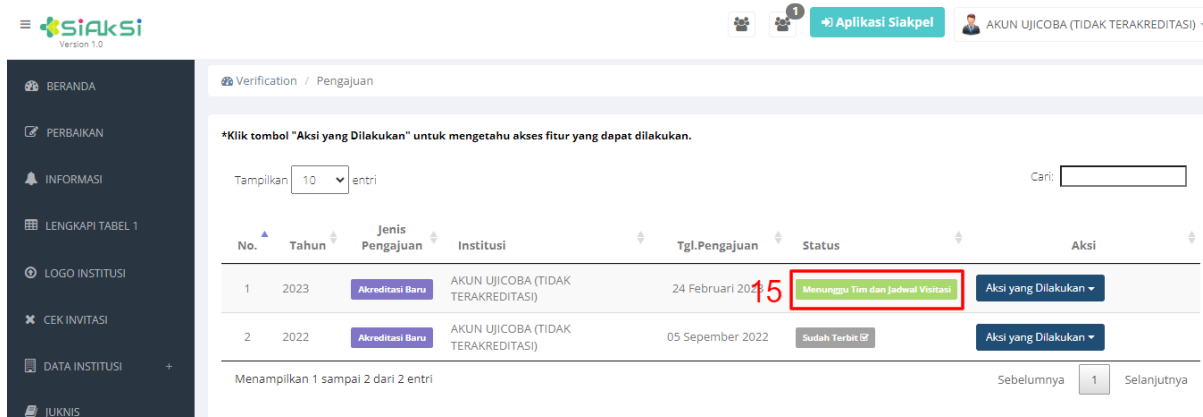 SiAkSi
Version 1.0
1
Aplikasi Siakpel
AKUN UJICOBA (TIDAK TERAKREDITASI)
BERANDA
PERBAIKAN
INFORMASI
LENGKAPI TABEL 1
LOGO INSTITUSI
CEK INVITASI
DATA INSTITUSI +
JUKNIS
Verification / Pengajuan
*Klik tombol "Aksi yang Dilakukan" untuk mengetahu akses fitur yang dapat dilakukan.
Tampilkan 10 entri
Cari:
No. Tahun Jenis Pengajuan Institusi Tgl.Pengajuan Status Aksi
1 2023 Akreditasi Baru AKUN UJICOBA (TIDAK TERAKREDITASI) 24 Februari 2023 15 Menunggu Tim dan Jadwal Visitasi Aksi yang Dilakukan
2 2022 Akreditasi Baru AKUN UJICOBA (TIDAK TERAKREDITASI) 05 Sepember 2022 Sudah Terbit Aksi yang Dilakukan
Menampilkan 1 sampai 2 dari 2 entri
Sebelumnya 1 Selanjutnya